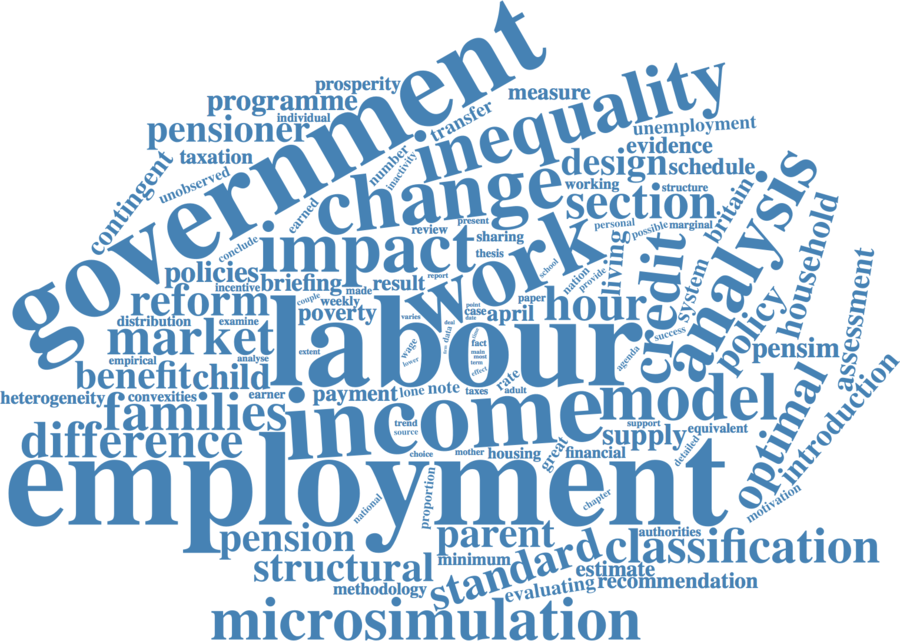 government
prosperity
programme
individual
pensioner
taxation
transfer
measure
inequality
unemployment
evidence
number
inactivity
contingent
unobserved
earned
change
design
schedule
working
structure
section
personal
possible
marginal
britain
analysis
household
conclude
impact
review
present
sharing
thesis
work
school
nation
provide
living
credit
system
policies
incentive
briefing
made
result
report
reform
couple
weekly
poverty
varies
labour
point
case
date
paper
april
hour
success
policy
assessment
distribution
examine
market
empirical
analyse
extent
wage
lower
data
deal
fact
main
most
term
effect
agenda
pensim
benefit
child
heterogeneity
convexities
earner
payment
lone
note
taxes
rate
adult
model
optimal
introduction
families
income
trend
source
support
supply
equivalent
detailed
difference
choice
mother
housing
great
financial
employment
national
proportion
chapter
motivation
pension
parent
standard
authorities
classification
structural
minimum
methodology
estimate
evaluating
recommendation
microsimulation